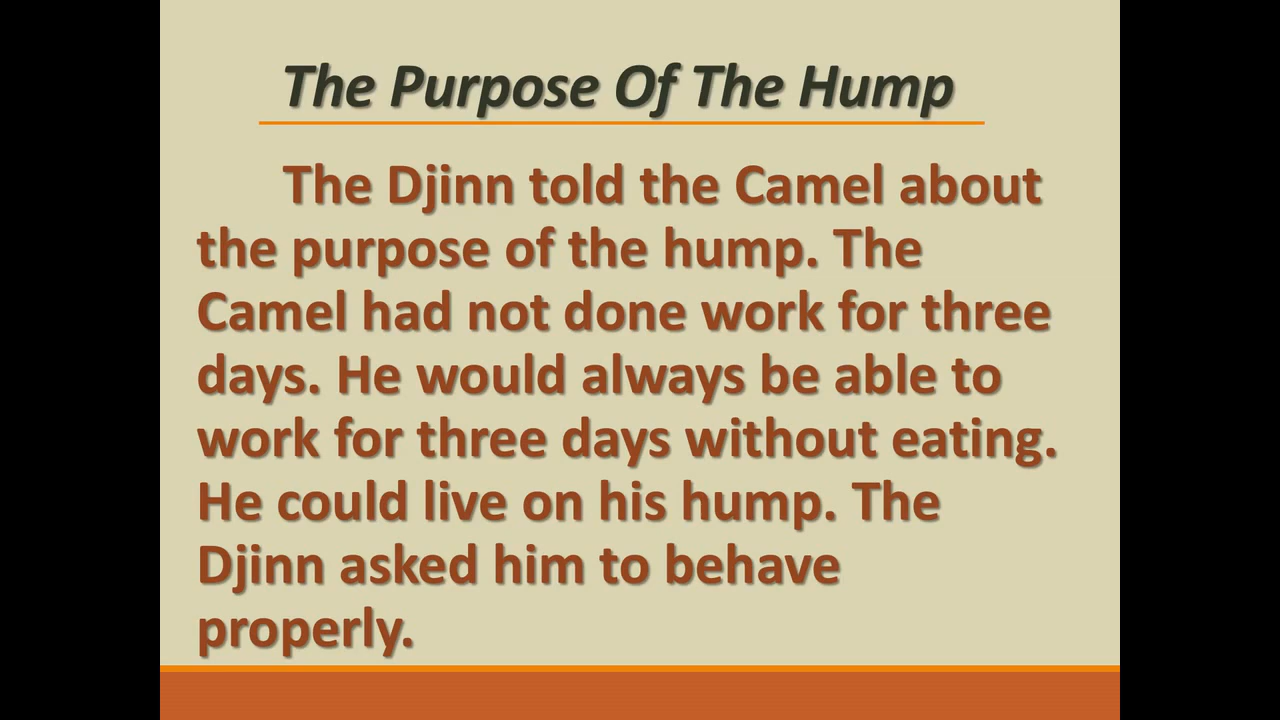 The Purpose Of The Hump
The Djinn told the Camel about
the purpose of the hump. The
Camel had not done work for three
days. He would always be able to
work for three days without eating.
He could live on his hump. The
Djinn asked him to behave
properly.